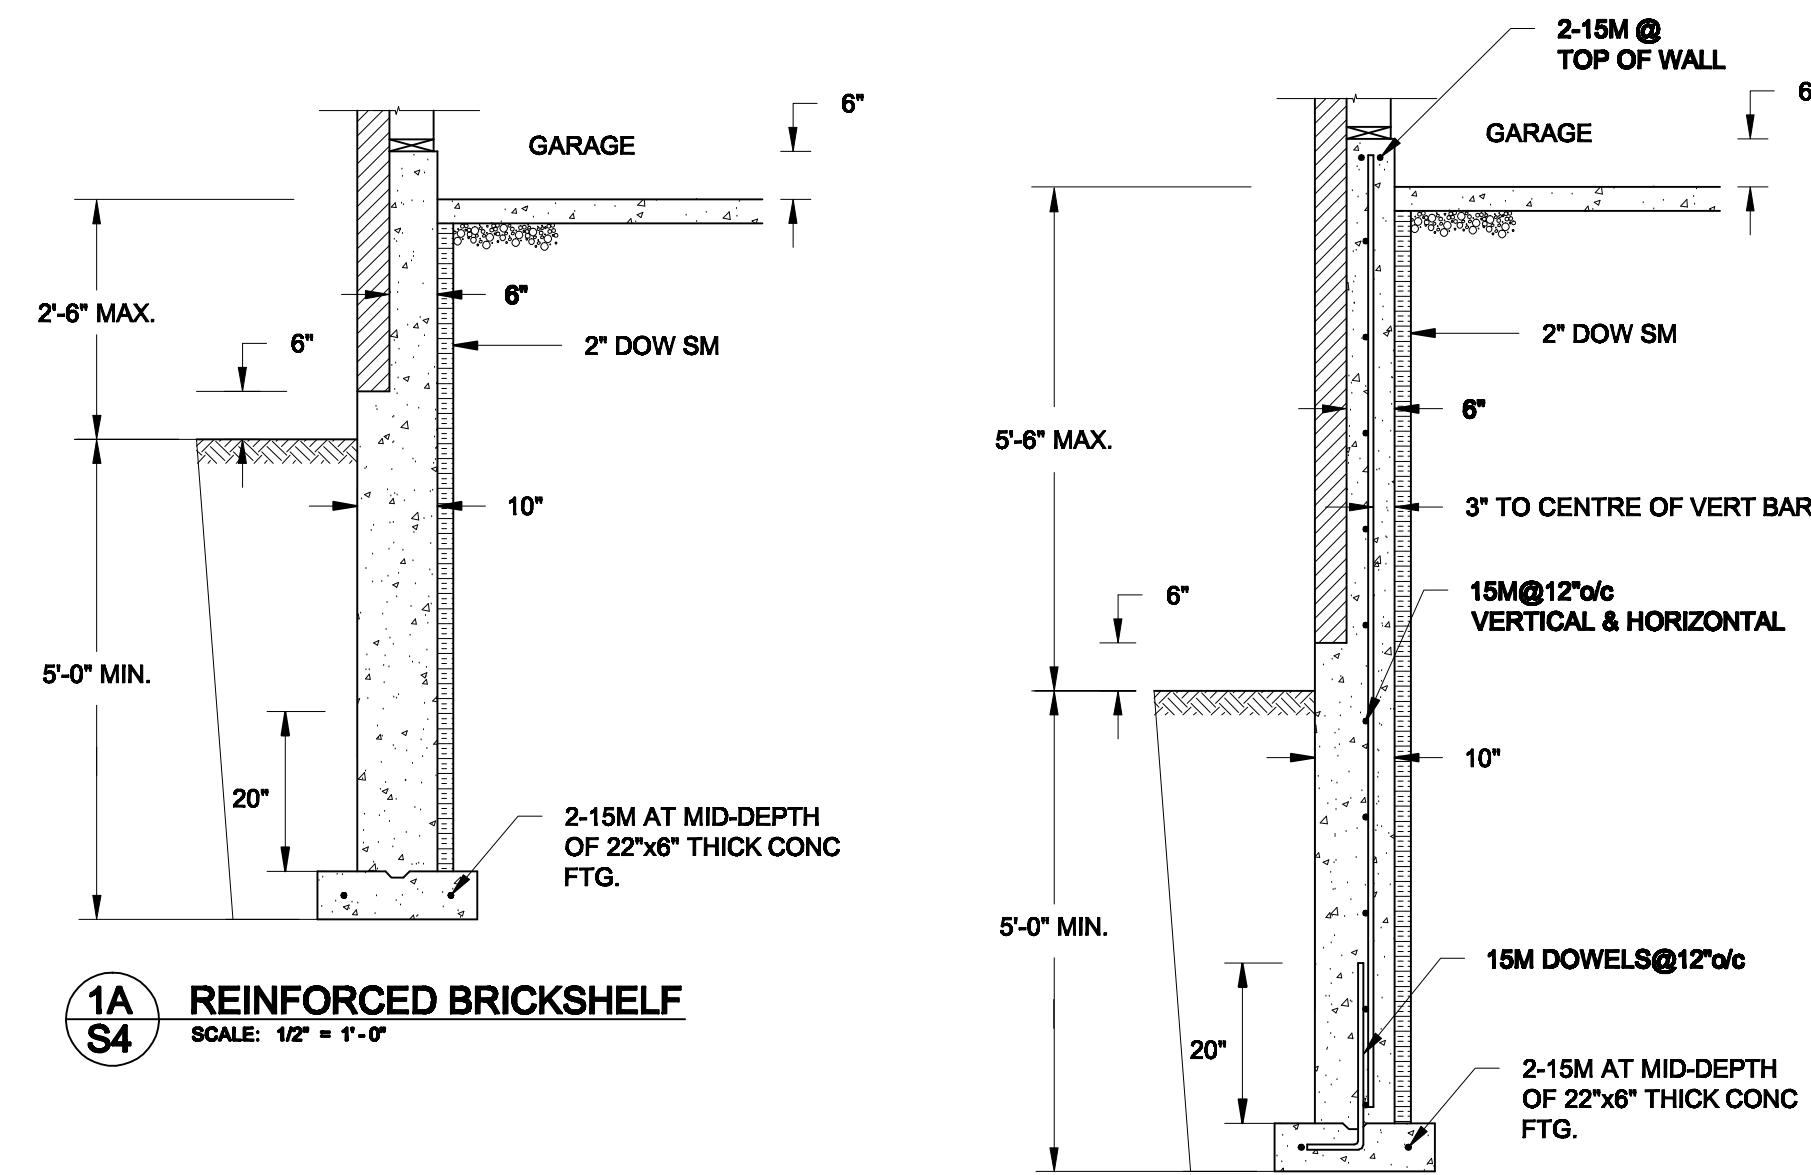 6"
GARAGE
2'-6" MAX.
6"
6"
2" DOW SM
10"
5'-0" MIN.
20"
2-15M AT MID-DEPTH
OF 22"x6" THICK CONC
FTG.
1A
S4
REINFORCED BRICKSHELF
SCALE: 1/2" = 1'-0"
2-15M @
TOP OF WALL
6
GARAGE
2" DOW SM
6"
5'-6" MAX.
3" TO CENTRE OF VERT BAR
6"
15M@12"o/c
VERTICAL & HORIZONTAL
10"
5'-0" MIN.
15M DOWELS@12"o/c
20"
2-15M AT MID-DEPTH
OF 22"x6" THICK CONC
FTG.